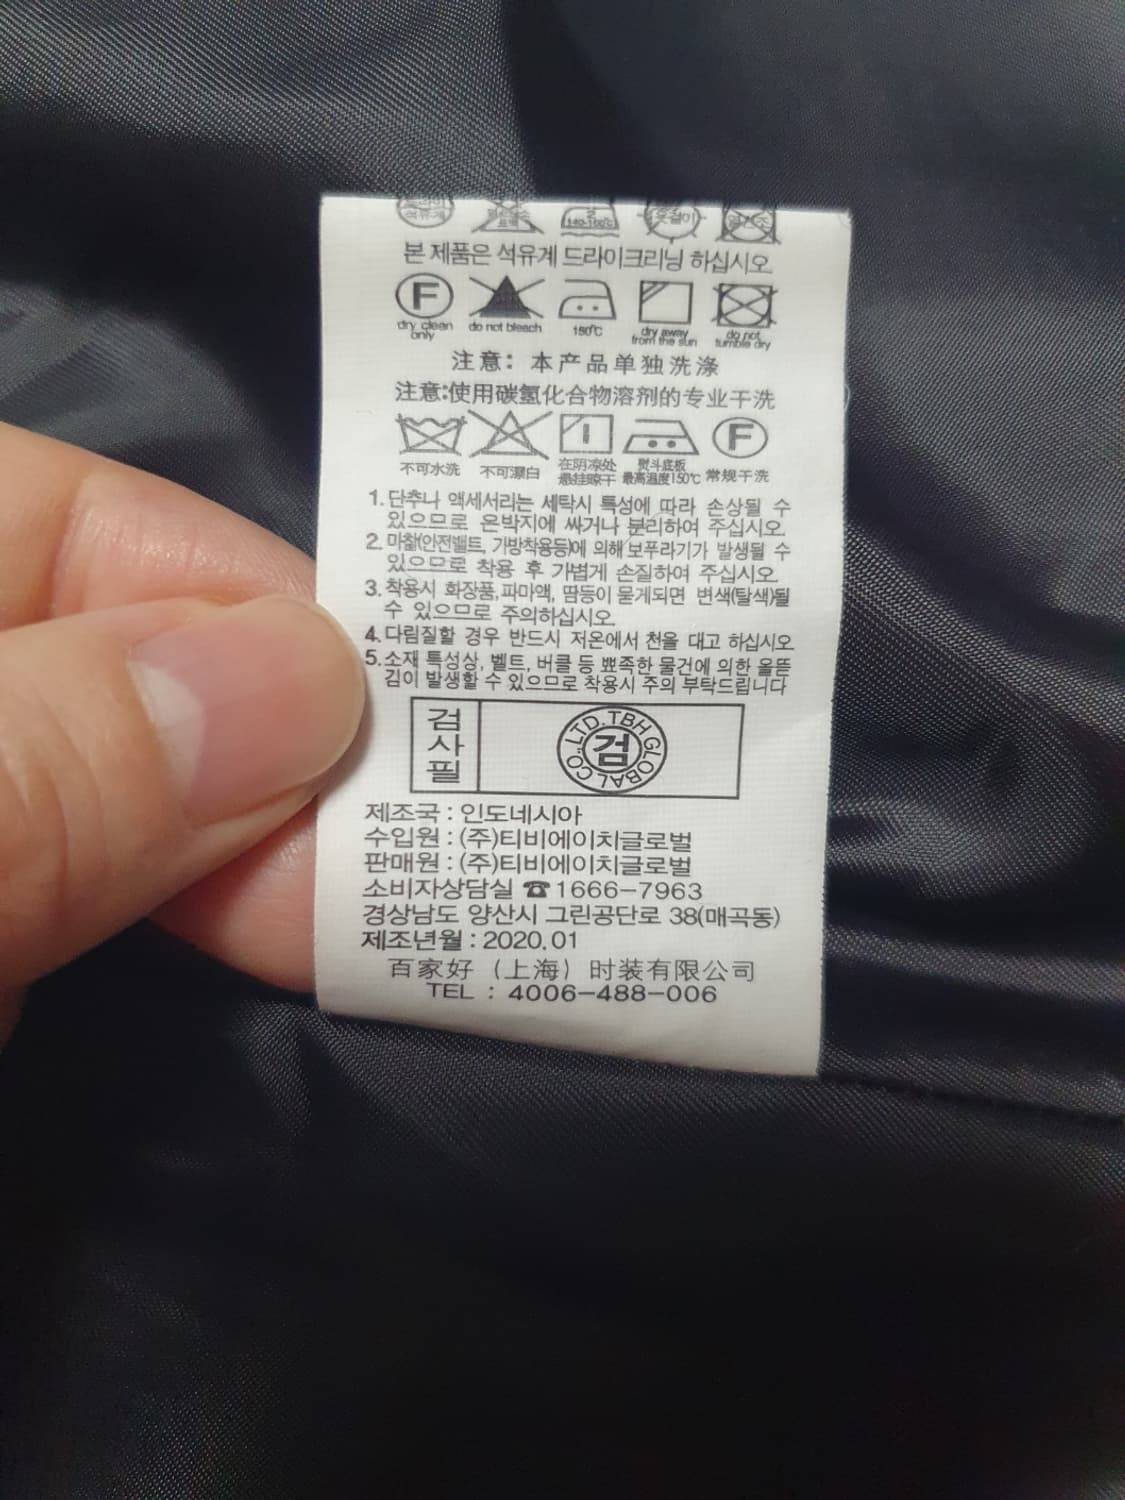 석유계
옷걸이
본 제품은 석유계 드라이크리닝 하십시오.
F
dry clean only
do not bleach
150℃
dry away from the sun
do not tumble dry
注意: 本产品单独洗涤
注意:使用碳氢化合物溶剂的专业干洗
F
不可水洗
不可漂白
在阴凉处悬挂晾干
熨斗底板最高温度150℃
常规干洗
1. 단추나 액세서리는 세탁시 특성에 따라 손상될 수
있으므로 은박지에 싸거나 분리하여 주십시오.
2. 마찰(안전밸트, 가방착용등)에 의해 보푸라기가 발생될 수
있으므로 착용 후 가볍게 손질하여 주십시오.
3. 착용시 화장품,파마액, 땀등이 묻게되면 변색(탈색)될
수 있으므로 주의하십시오.
4. 다림질할 경우 반드시 저온에서 천을 대고 하십시오
5. 소재 특성상, 벨트, 버클 등 뾰족한 물건에 의한 올뜯
김이 발생할 수 있으므로 착용시 주의 부탁드립니다
검사필
CO.,LTD. TBH GLOBAL
검
제조국 : 인도네시아
수입원 : (주)티비에이치글로벌
판매원 : (주)티비에이치글로벌
소비자상담실 ☎1666-7963
경상남도 양산시 그린공단로 38(매곡동)
제조년월 : 2020.01
百家好 (上海) 时装有限公司
TEL : 4006-488-006